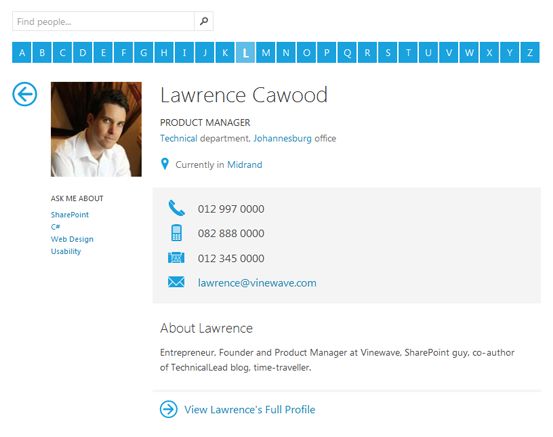 Find people...
A B C D E F G H I J K L M N O P Q R S T U V W X Y Z
Lawrence Cawood
PRODUCT MANAGER
Technical department, Johannesburg office
Currently in Midrand
ASK ME ABOUT
SharePoint
C#
Web Design
Usability
012 997 0000
082 888 0000
012 345 0000
lawrence@vinewave.com
About Lawrence
Entrepreneur, Founder and Product Manager at Vinewave, SharePoint guy, co-author
of TechnicalLead blog, time-traveller.
View Lawrence's Full Profile